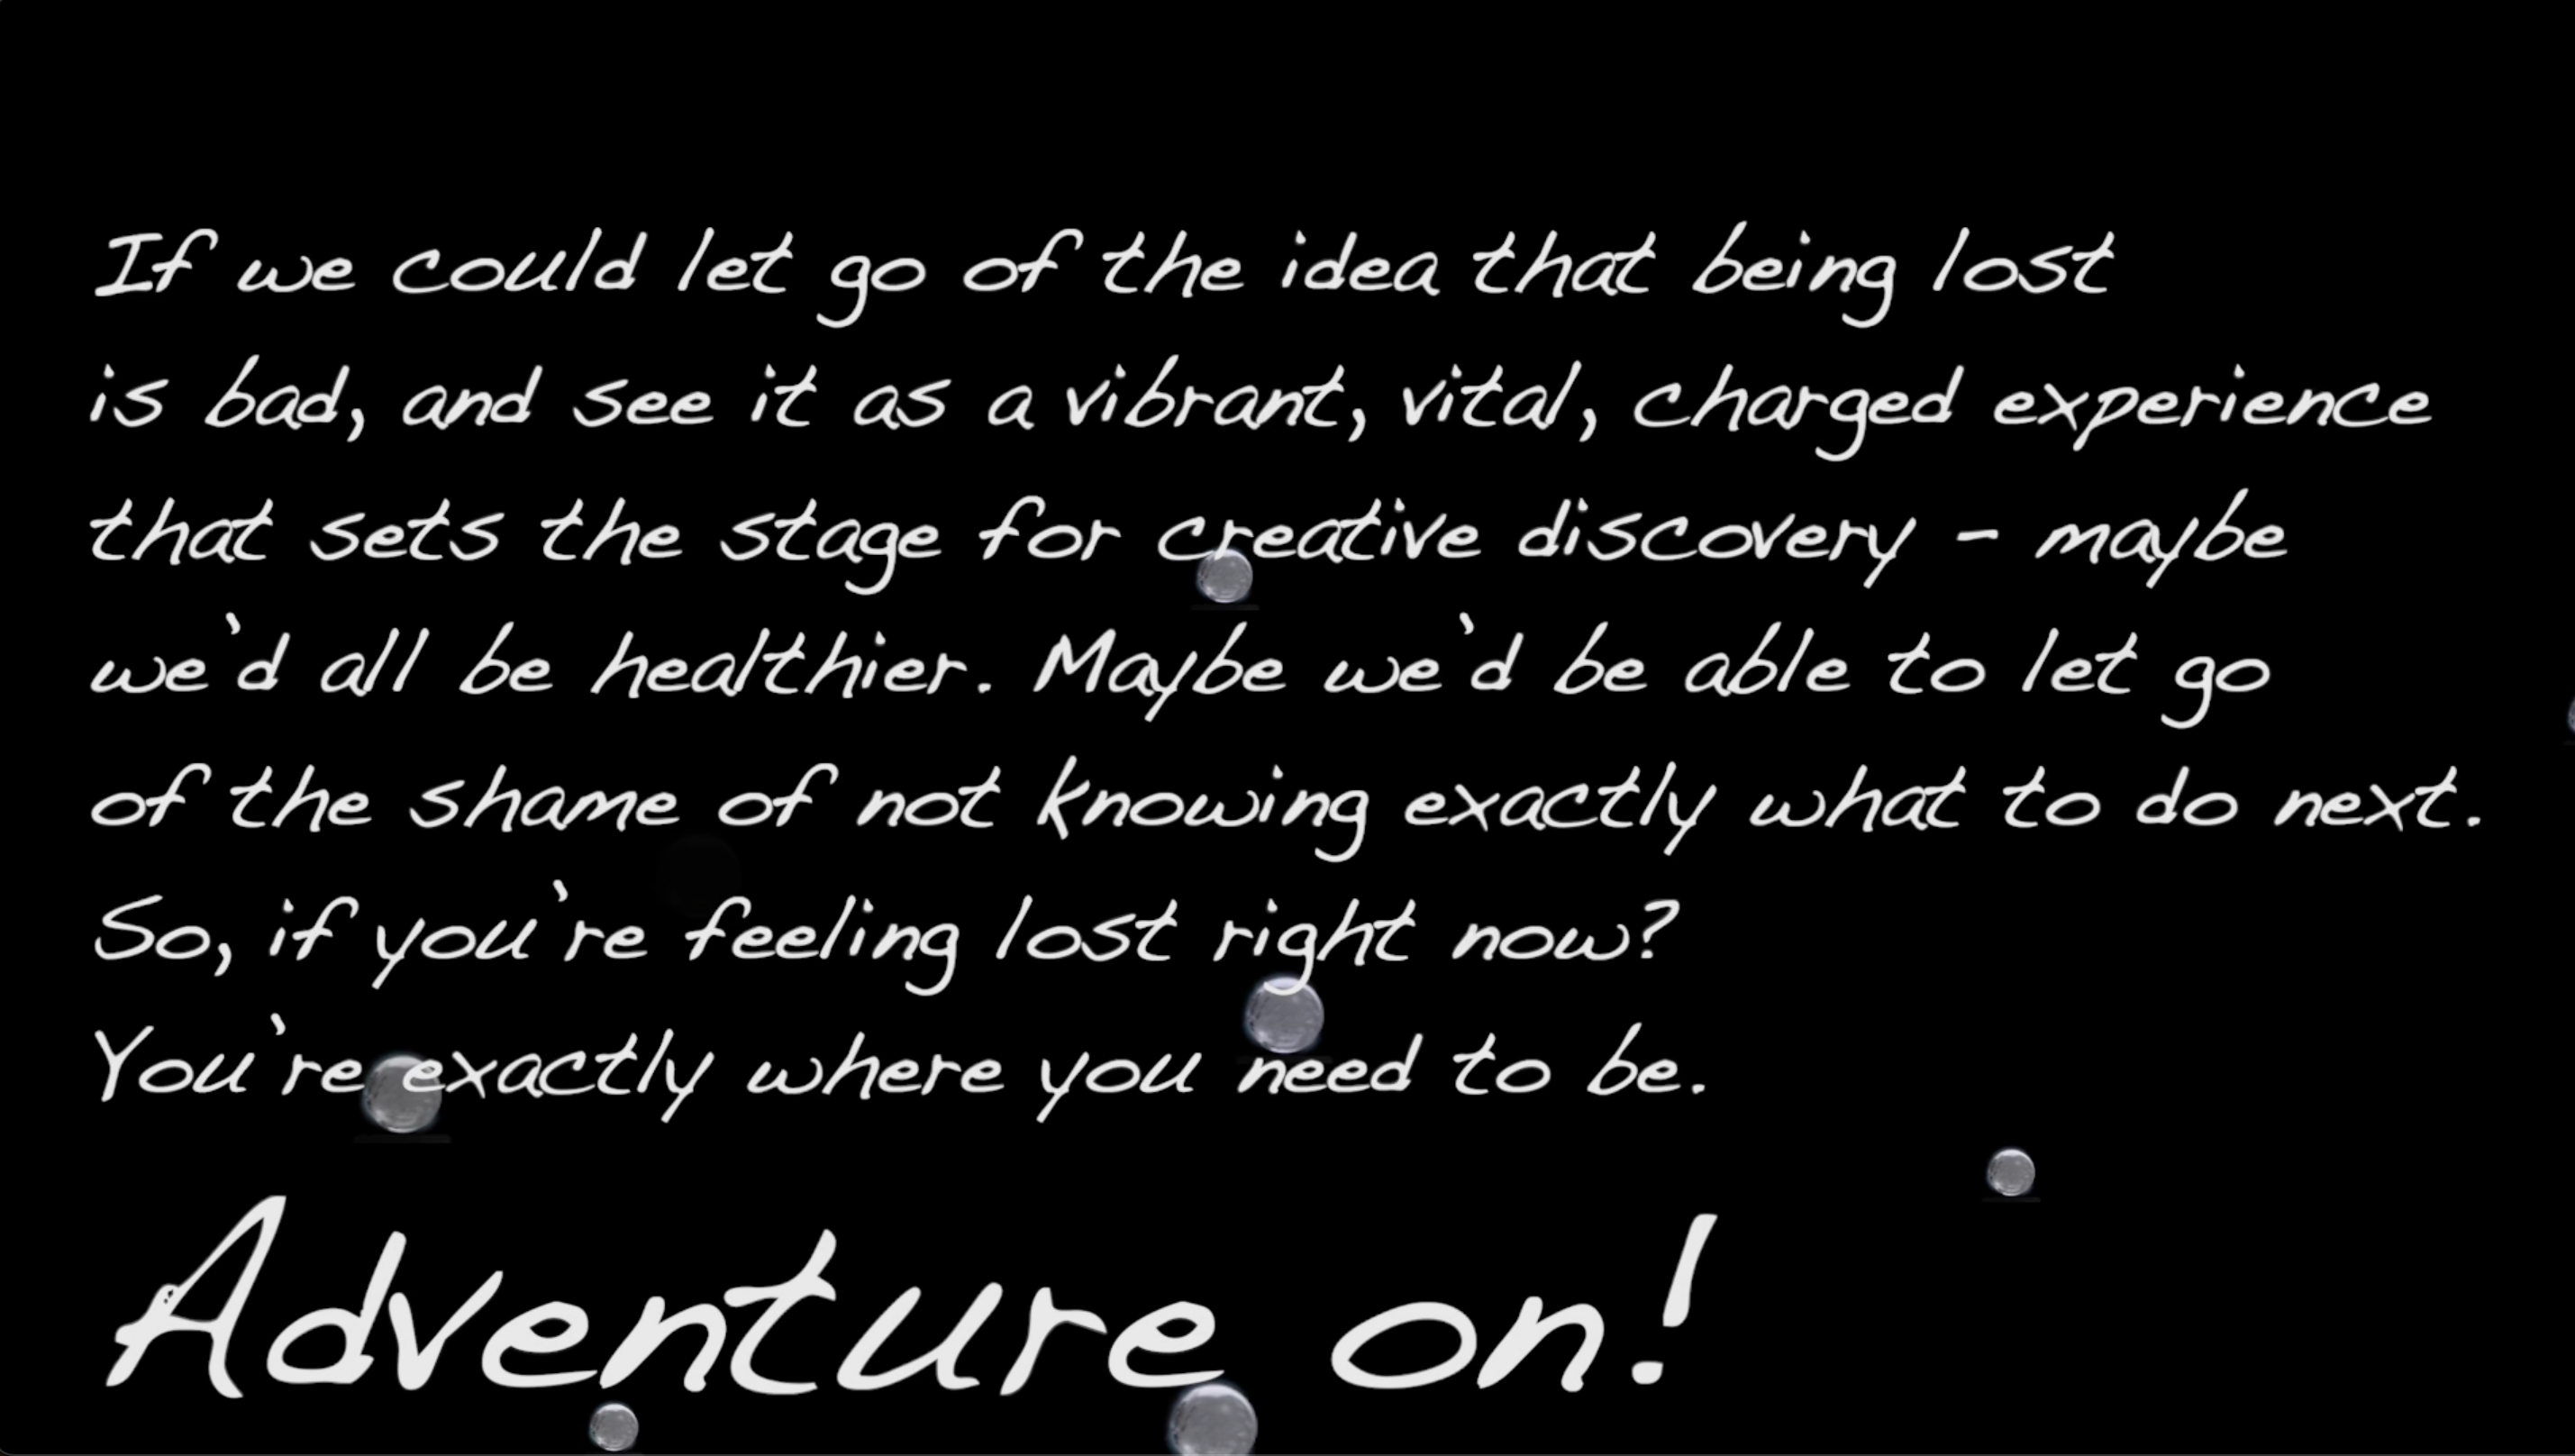 If we could let go of the idea that being lost
is bad, and see it as a vibrant, vital, charged experience
that sets the stage for creative discovery - maybe
we'd all be healthier. Maybe we'd be able to let go
of the shame of not knowing exactly what to do next.
So, if you're feeling lost right now?
You're exactly where you need to be.
Adventure on!